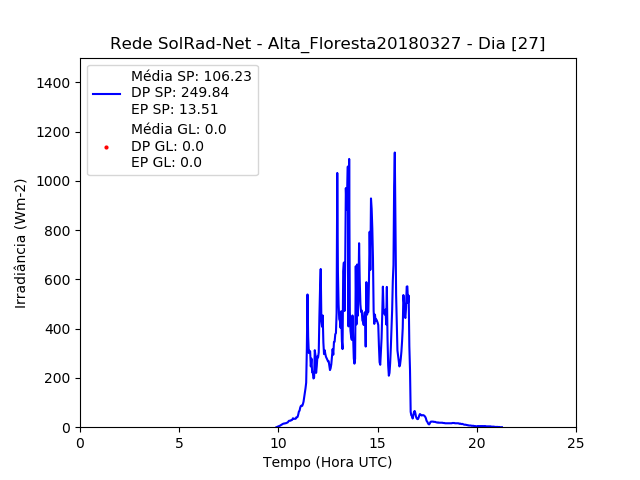 Rede SolRad-Net - Alta_Floresta20180327 - Dia [27]
Média SP: 106.23
DP SP: 249.84
EP SP: 13.51
Média GL: 0.0
DP GL: 0.0
EP GL: 0.0
1400
1200
1000
800
600
400
200
0
Irradiância (Wm-2)
0 5 10 15 20 25
Tempo (Hora UTC)